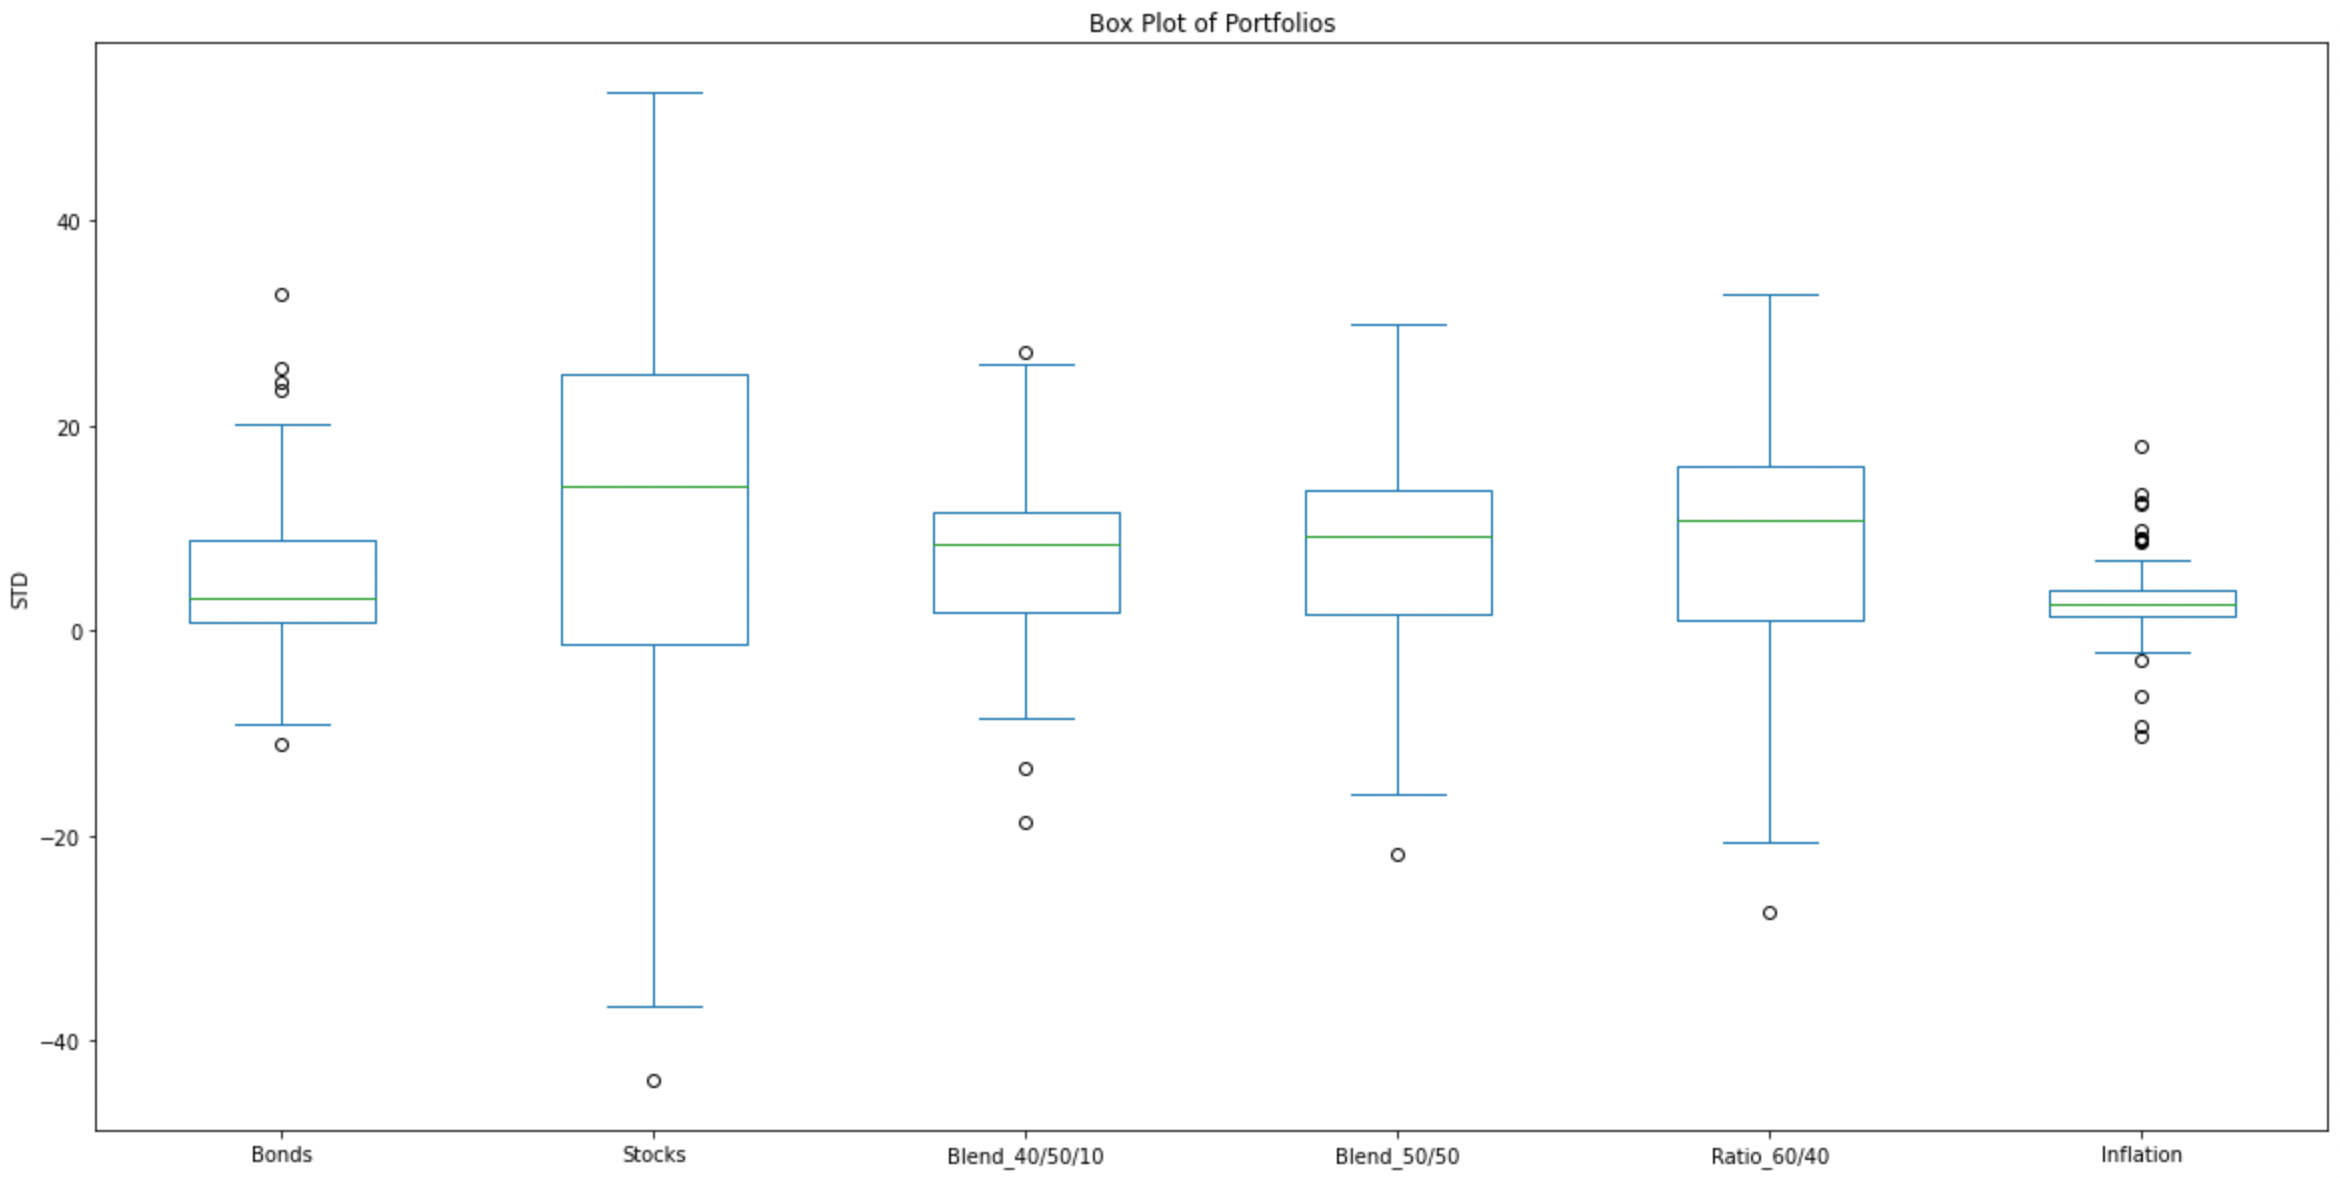 Box Plot of Portfolios
STD
40
20
0
−20
−40
Bonds Stocks Blend_40/50/10 Blend_50/50 Ratio_60/40 Inflation